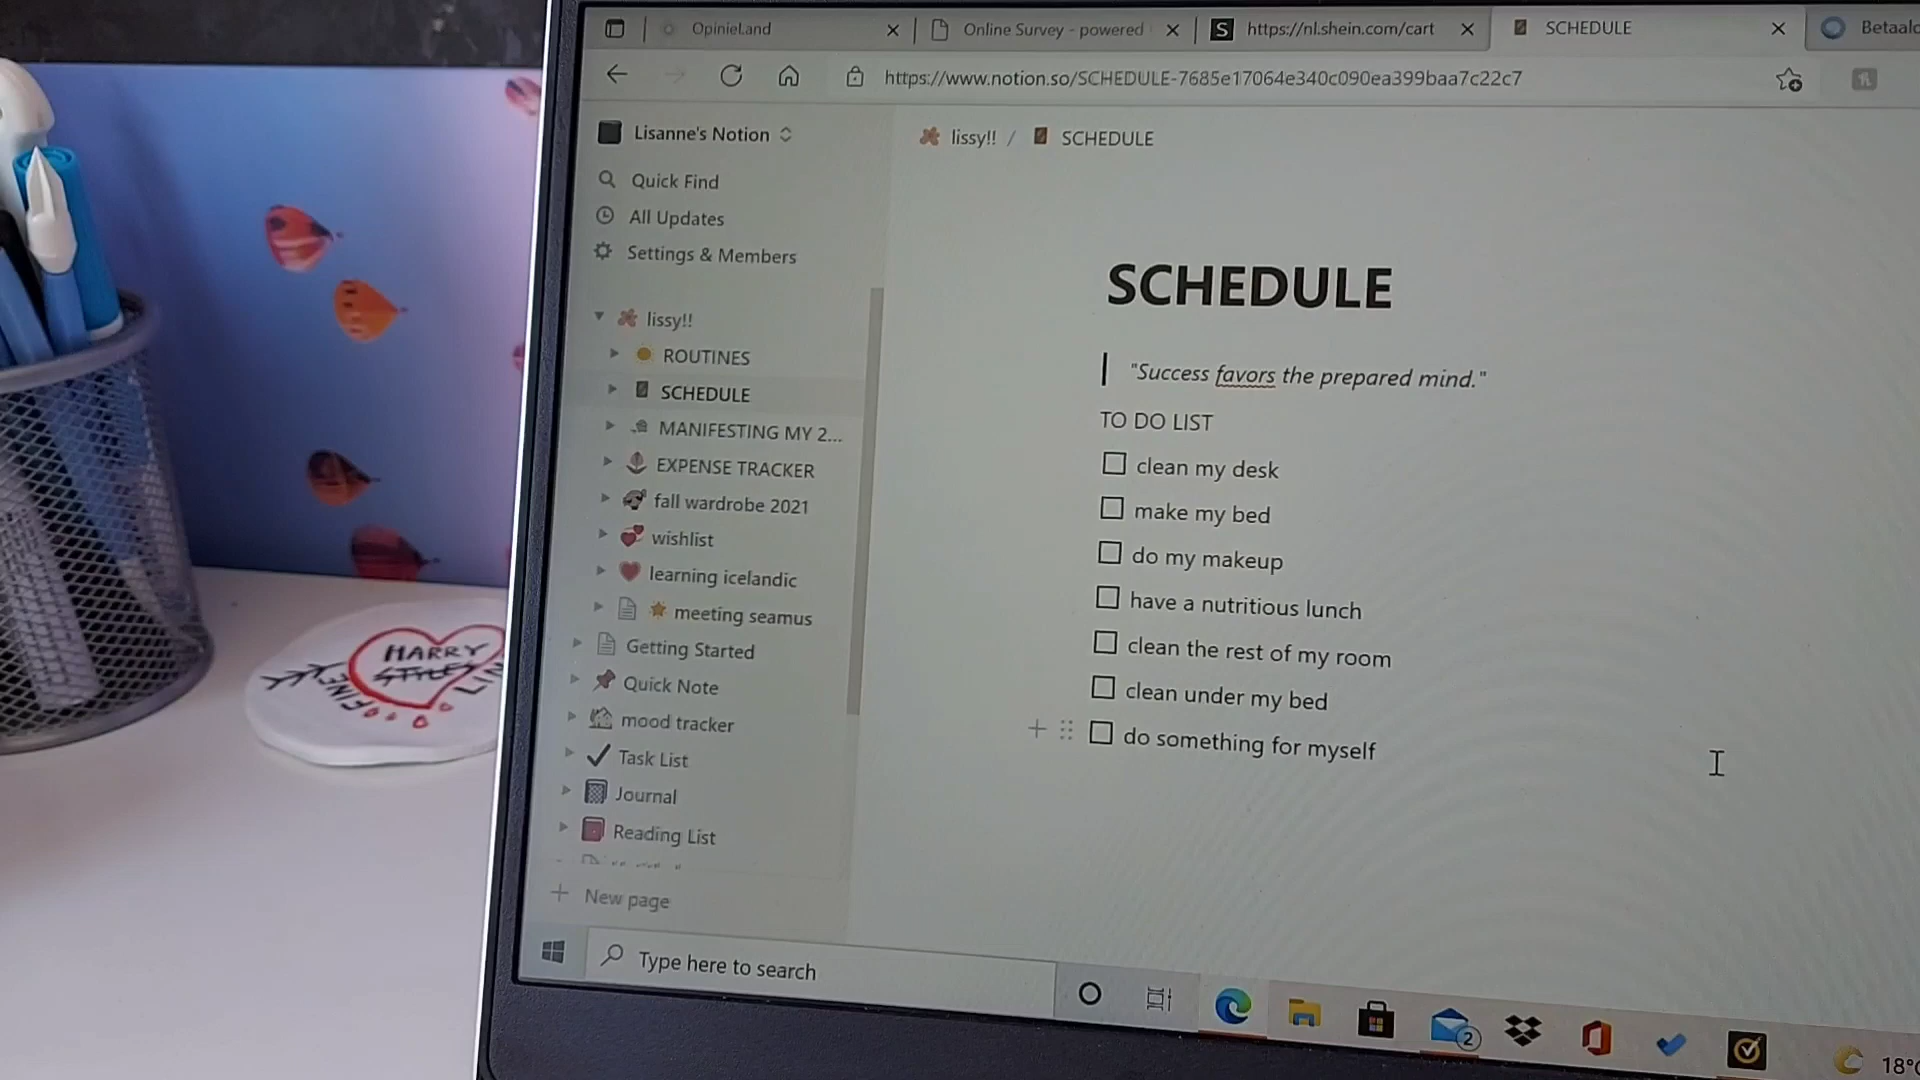 OpinieLand
Online Survey - powered
https://nl.shein.com/cart
SCHEDULE
https://www.notion.so/SCHEDULE-7685e17064e340c090ea399baa7c22c7
Lisanne's Notion
lissy!! / SCHEDULE
Quick Find
All Updates
Settings & Members
lissy!!
ROUTINES
SCHEDULE
MANIFESTING MY 2...
EXPENSE TRACKER
fall wardrobe 2021
wishlist
learning icelandic
meeting seamus
Getting Started
Quick Note
mood tracker
Task List
Journal
Reading List
New page
SCHEDULE
"Success favors the prepared mind."
TO DO LIST
clean my desk
make my bed
do my makeup
have a nutritious lunch
clean the rest of my room
clean under my bed
do something for myself
Type here to search
2
18°
HARRY
STYLES
FINE